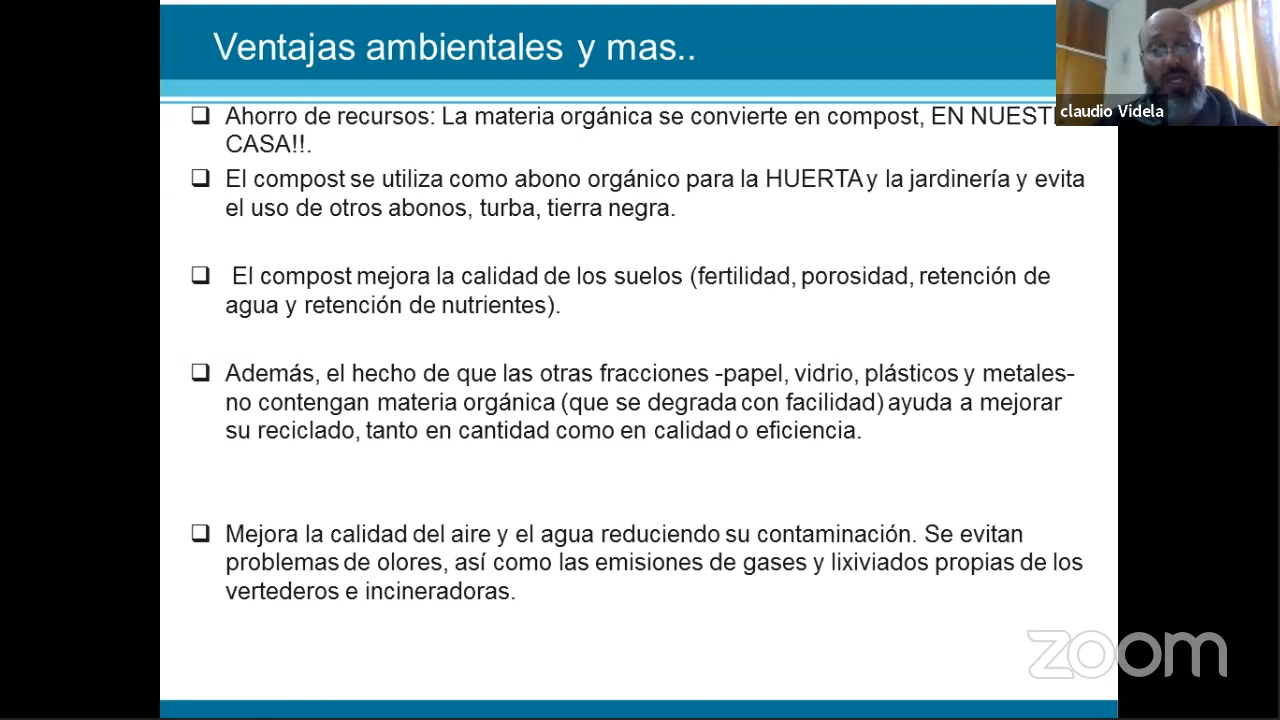 Ventajas ambientales y mas..
❑ Ahorro de recursos: La materia orgánica se convierte en compost, EN
CASA!!.
❑ El compost se utiliza como abono orgánico para la HUERTA y la jardinería y evita
el uso de otros abonos, turba, tierra negra.
❑ El compost mejora la calidad de los suelos (fertilidad, porosidad, retención de
agua y retención de nutrientes).
❑ Además, el hecho de que las otras fracciones -papel, vidrio, plásticos y metales-
no contengan materia orgánica (que se degrada con facilidad) ayuda a mejorar
su reciclado, tanto en cantidad como en calidad o eficiencia.
❑ Mejora la calidad del aire y el agua reduciendo su contaminación. Se evitan
problemas de olores, así como las emisiones de gases y lixiviados propias de los
vertederos e incineradoras.
claudio Videla
zoom